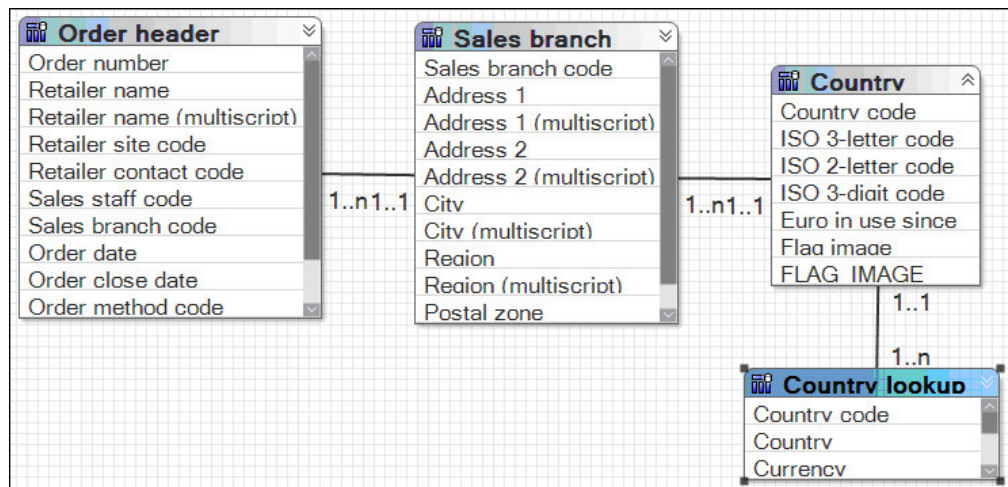 Order header
Order number
Retailer name
Retailer name (multiscript)
Retailer site code
Retailer contact code
Sales staff code
Sales branch code
Order date
Order close date
Order method code
1..n
1..1
Sales branch
Sales branch code
Address 1
Address 1 (multiscript)
Address 2
Address 2 (multiscript)
City
City (multiscript)
Region
Region (multiscript)
Postal zone
1..n
1..1
Country
Country code
ISO 3-letter code
ISO 2-letter code
ISO 3-digit code
Euro in use since
Flag image
FLAG_IMAGE
1..1
1..n
Country lookup
Country code
Country
Currency